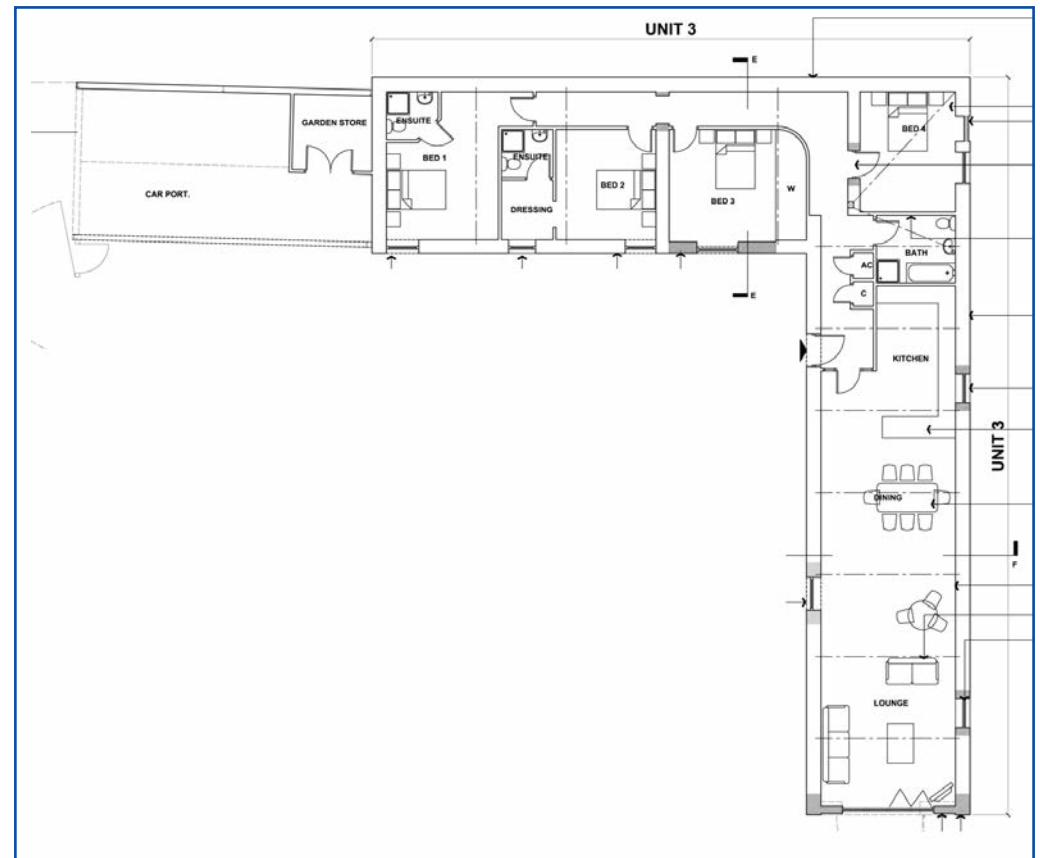 UNIT 3
E
GARDEN STORE
ENSUITE
BED 4
ENSUITE
BED 1
BED 2
CAR PORT.
W
BED 3
DRESSING
BATH
AC
C
E
KITCHEN
UNIT 3
DINING
F
LOUNGE